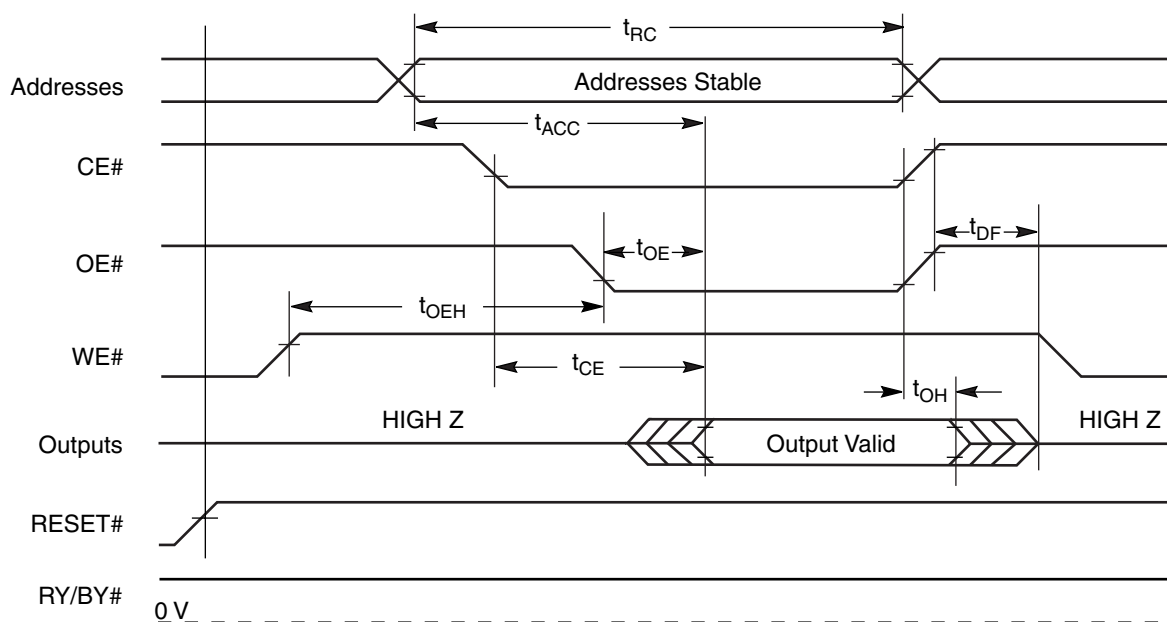 tRC
Addresses
Addresses Stable
tACC
CE#
tOE
tDF
OE#
tOEH
WE#
tCE
tOH
HIGH Z
HIGH Z
Outputs
Output Valid
RESET#
RY/BY#
0 V